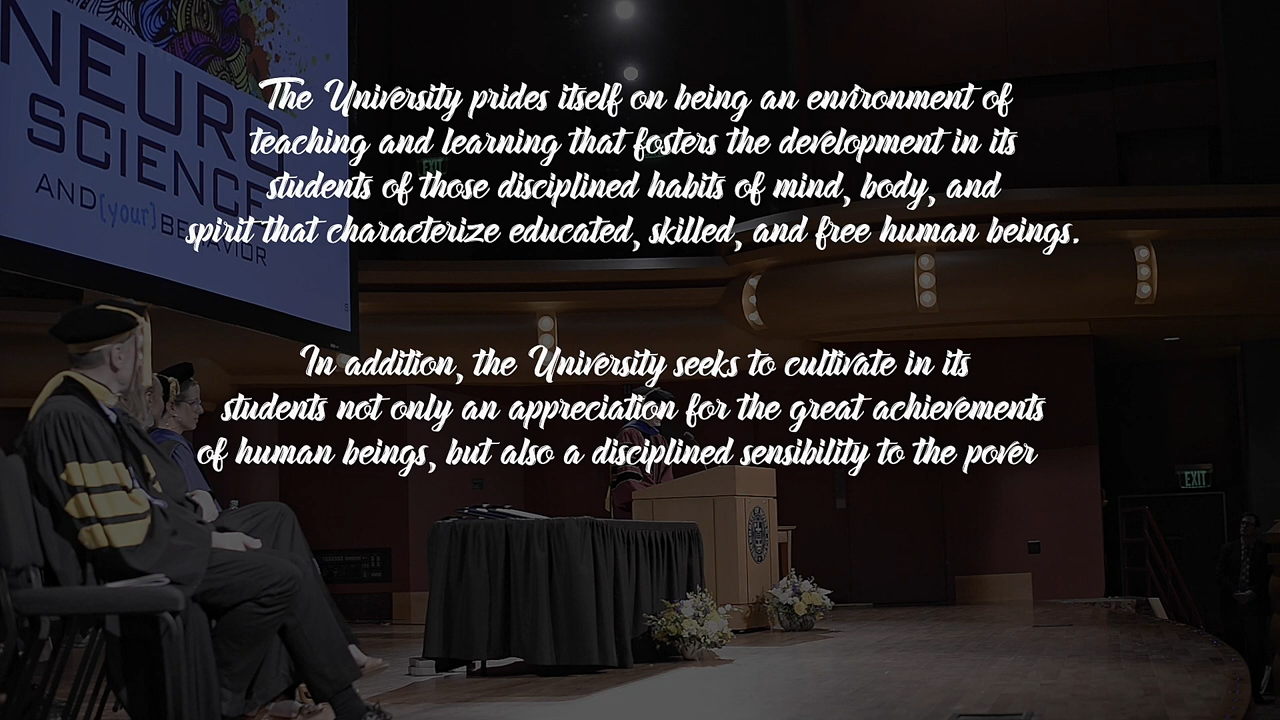 NEURO
SCIENCE
AND [your] BEHAVIOR
The University prides itself on being an environment of
teaching and learning that fosters the development in its
students of those disciplined habits of mind, body, and
spirit that characterize educated, skilled, and free human beings.
In addition, the University seeks to cultivate in its
students not only an appreciation for the great achievements
of human beings, but also a disciplined sensibility to the pover
EXIT
EXIT